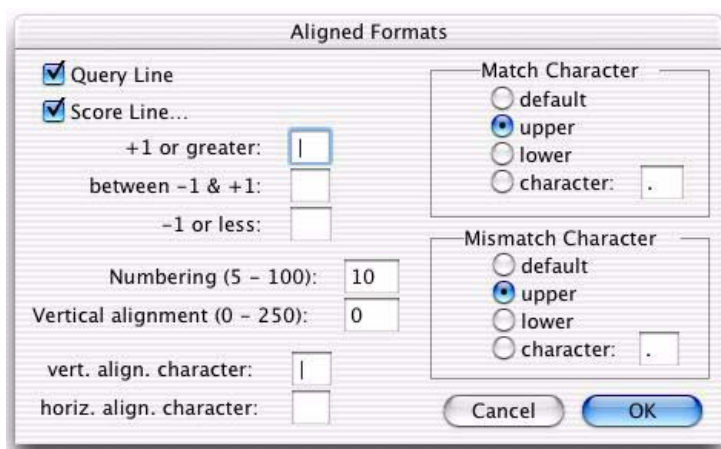 Aligned Formats
Query Line
Score Line...
+1 or greater: |
between -1 & +1:
-1 or less:
Numbering (5 - 100): 10
Vertical alignment (0 - 250): 0
vert. align. character: |
horiz. align. character:
Match Character
default
upper
lower
character: .
Mismatch Character
default
upper
lower
character: .
Cancel
OK